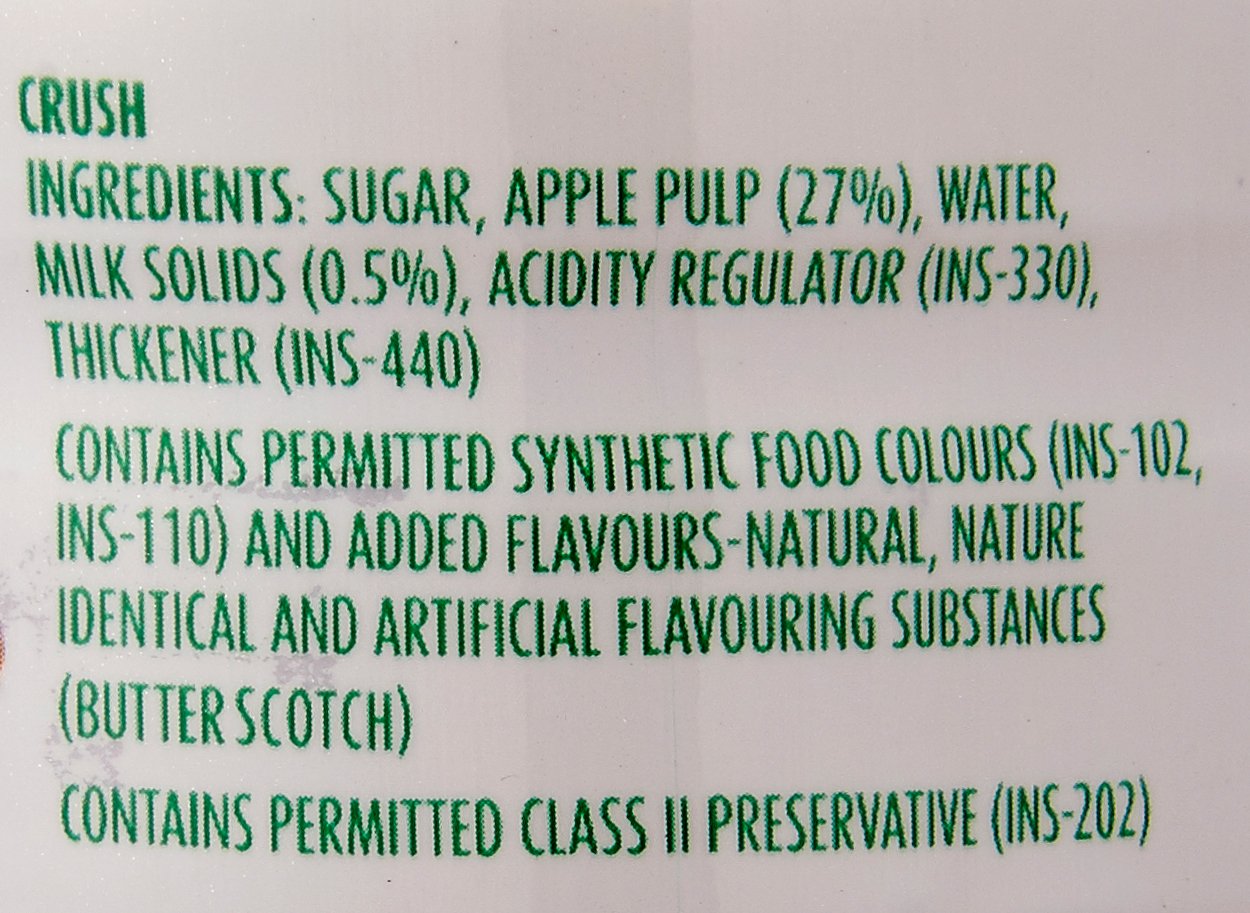 CRUSH
INGREDIENTS: SUGAR, APPLE PULP (27%), WATER,
MILK SOLIDS (0.5%), ACIDITY REGULATOR (INS-330),
THICKENER (INS-440)
CONTAINS PERMITTED SYNTHETIC FOOD COLOURS (INS-102,
INS-110) AND ADDED FLAVOURS-NATURAL, NATURE
IDENTICAL AND ARTIFICIAL FLAVOURING SUBSTANCES
(BUTTER SCOTCH)
CONTAINS PERMITTED CLASS II PRESERVATIVE (INS-202)